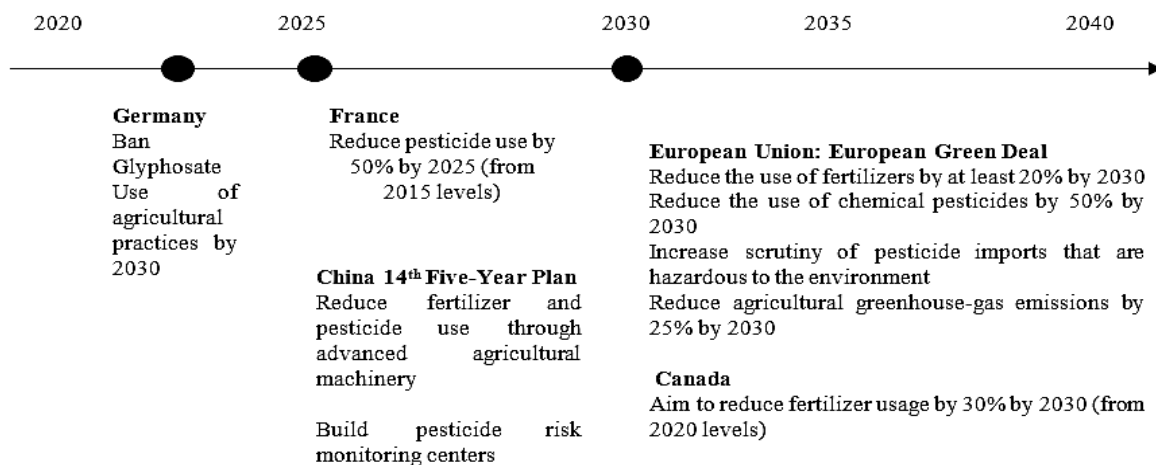 2020 2025 2030 2035 2040
Germany
Ban
Glyphosate
Use of
agricultural
practices by
2030
France
Reduce pesticide use by
50% by 2025 (from
2015 levels)
China 14th Five-Year Plan
Reduce fertilizer and
pesticide use through
advanced agricultural
machinery
Build pesticide risk
monitoring centers
European Union: European Green Deal
Reduce the use of fertilizers by at least 20% by 2030
Reduce the use of chemical pesticides by 50% by
2030
Increase scrutiny of pesticide imports that are
hazardous to the environment
Reduce agricultural greenhouse-gas emissions by
25% by 2030
Canada
Aim to reduce fertilizer usage by 30% by 2030 (from
2020 levels)